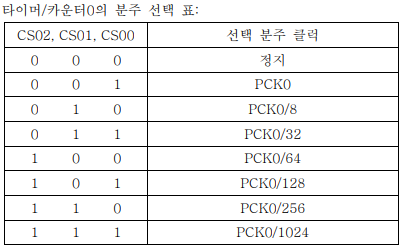 타이머/카운터0의 분주 선택 표:
CS02, CS01, CS00 선택 분주 클럭
0 0 0 정지
0 0 1 PCK0
0 1 0 PCK0/8
0 1 1 PCK0/32
1 0 0 PCK0/64
1 0 1 PCK0/128
1 1 0 PCK0/256
1 1 1 PCK0/1024